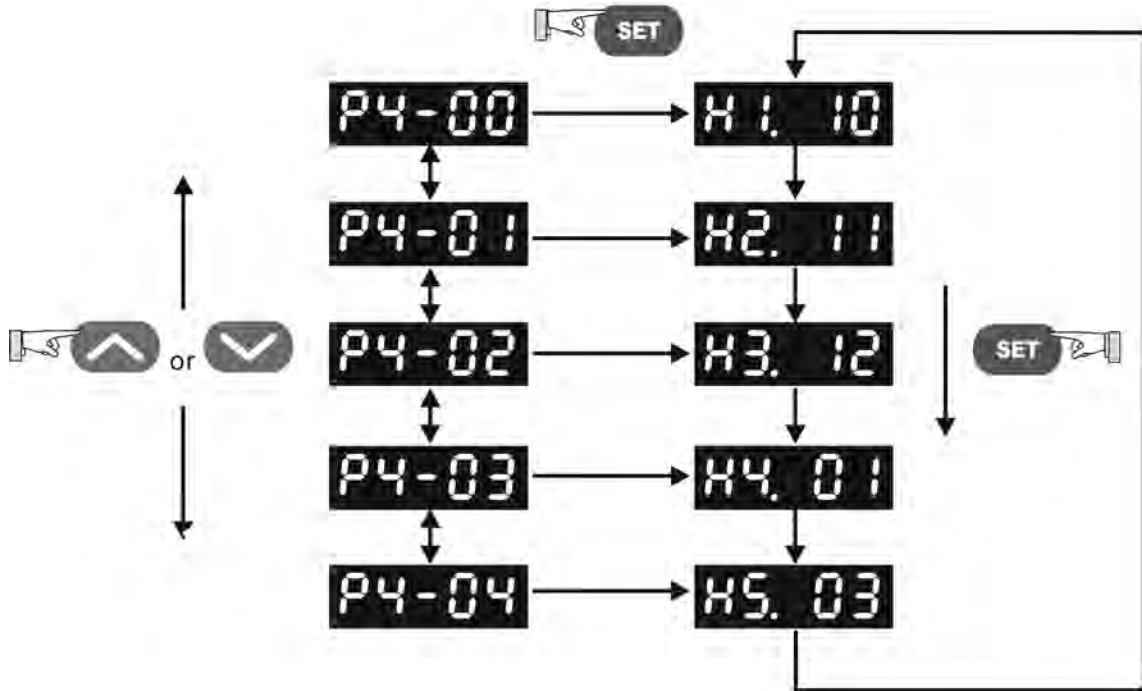 SET
P4-00 H1. 10
P4-01 H2. 11
or
P4-02 H3. 12
SET
P4-03 H4. 01
P4-04 H5. 03